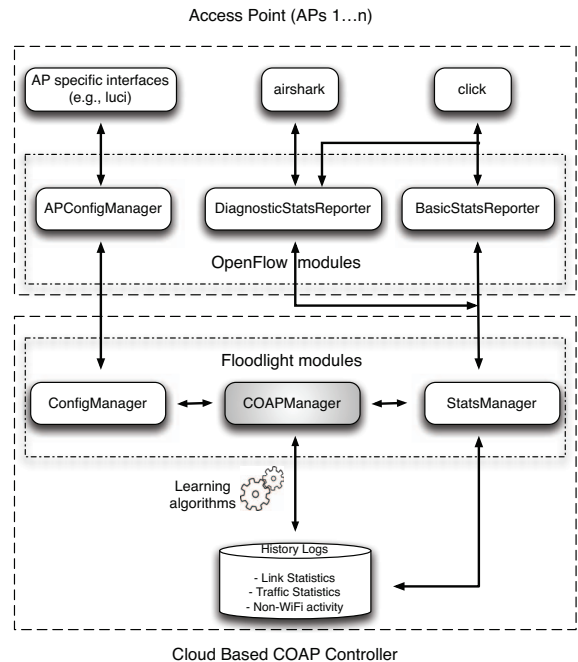 Access Point (APs 1...n)
AP specific interfaces
(e.g., luci)
airshark
click
APConfigManager
DiagnosticStatsReporter
BasicStatsReporter
OpenFlow modules
Floodlight modules
ConfigManager
COAPManager
StatsManager
Learning
algorithms
History Logs
- Link Statistics
- Traffic Statistics
- Non-WiFi activity
Cloud Based COAP Controller